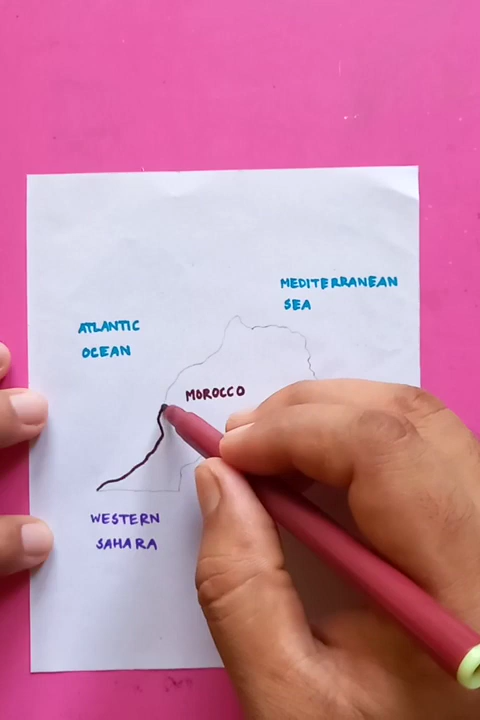 MEDITERRANEAN
SEA
ATLANTIC
OCEAN
MOROCCO
WESTERN
SAHARA